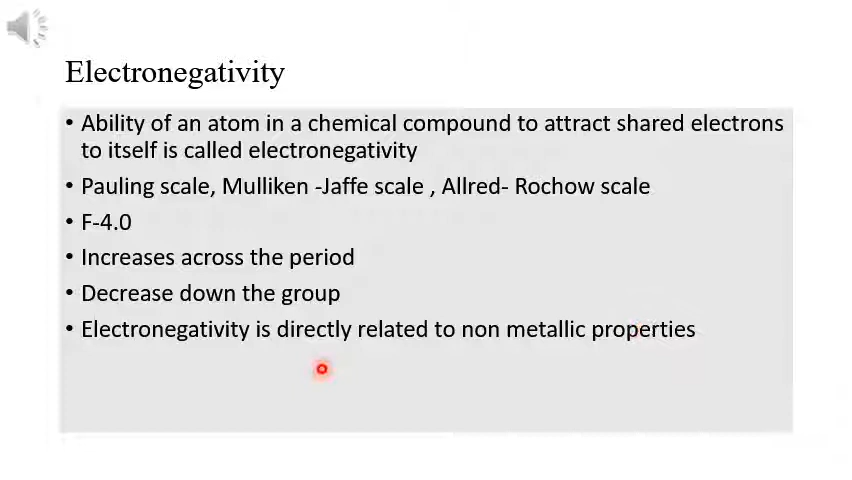 Electronegativity
• Ability of an atom in a chemical compound to attract shared electrons
to itself is called electronegativity
• Pauling scale, Mulliken -Jaffe scale , Allred- Rochow scale
• F-4.0
• Increases across the period
• Decrease down the group
• Electronegativity is directly related to non metallic properties